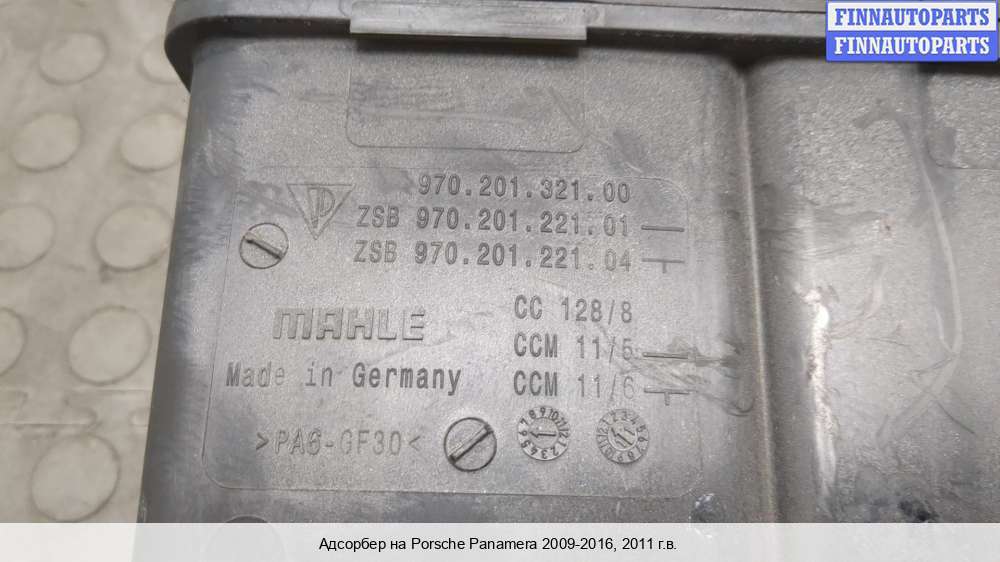 FINNAUTOPARTS
FINNAUTOPARTS
970.201.321.00
ZSB 970.201.221.01
ZSB 970.201.221.04
MAHLE
Made in Germany
CC 128/8
CCM 11/5
CCM 11/6
>PA6-GF30<
Адсорбер на Porsche Panamera 2009-2016, 2011 г.в.